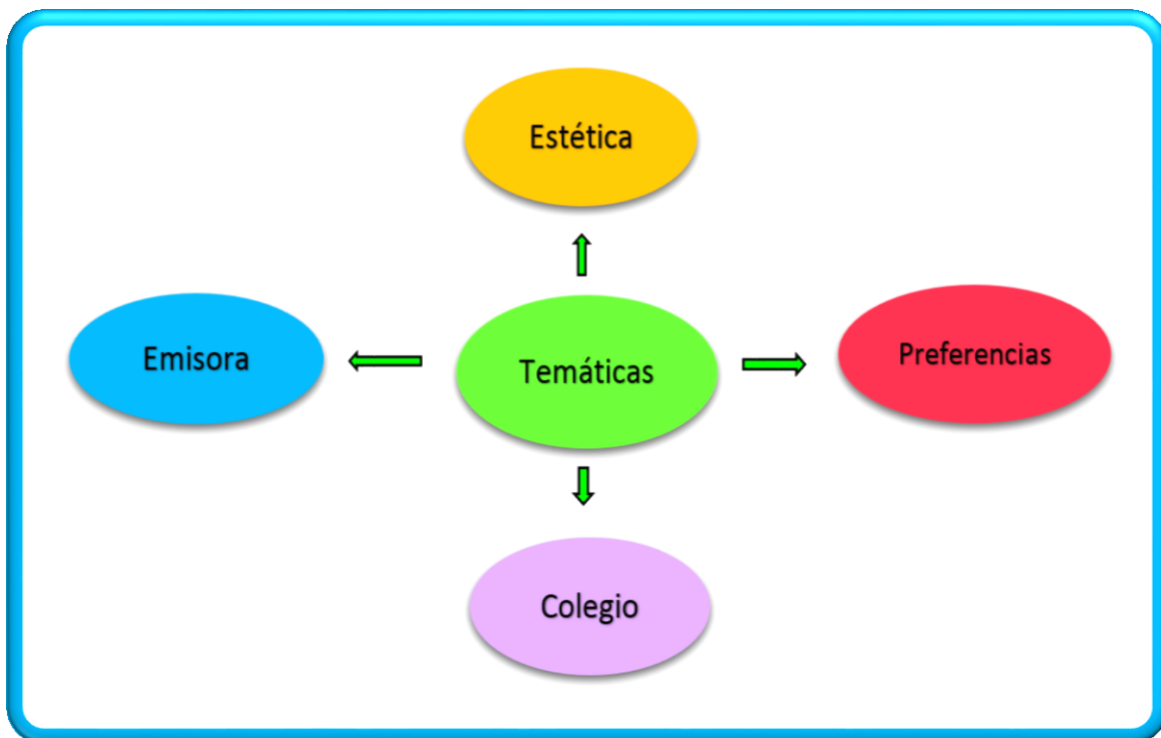 Estética
Emisora
Temáticas
Preferencias
Colegio